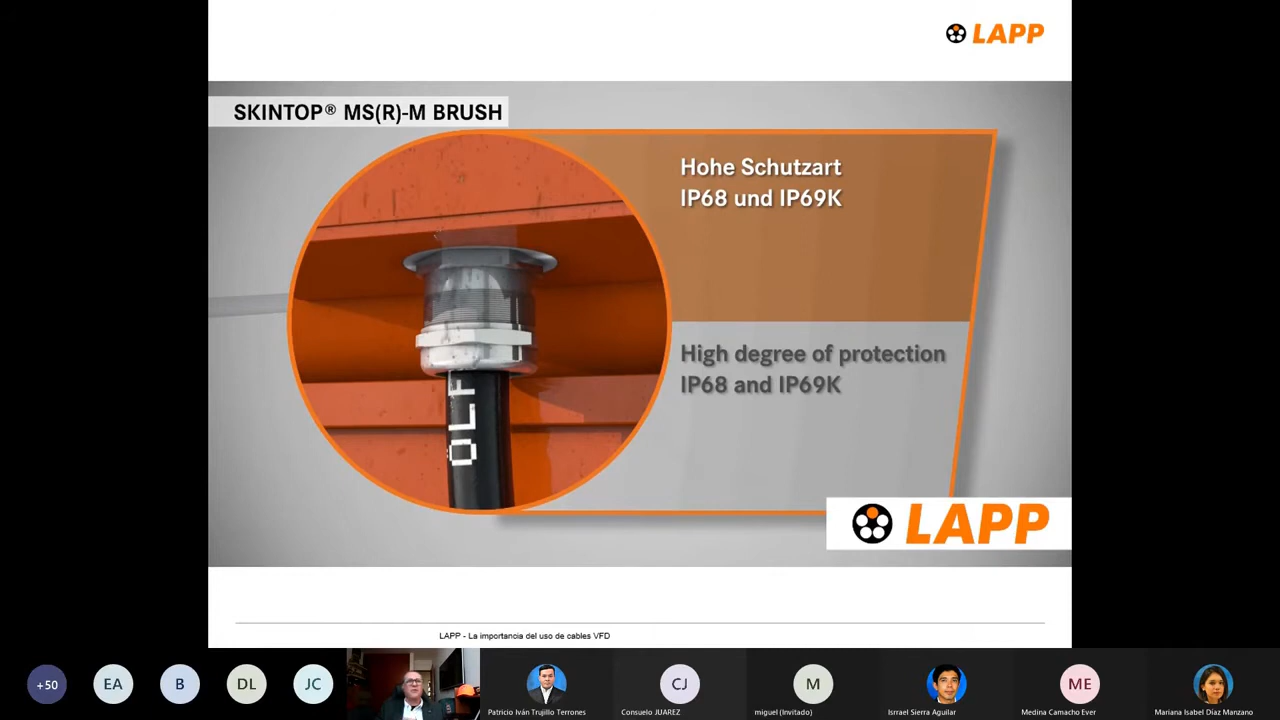 LAPP
SKINTOP® MS(R)-M BRUSH
Hohe Schutzart
IP68 und IP69K
High degree of protection
IP68 and IP69K
ÖLF
LAPP
LAPP - La importancia del uso de cables VFD
+50
EA
B
DL
JC
CJ
M
ME
Patricio Iván Trujillo Terrones
Consuelo JUAREZ
miguel (Invitado)
Isrrael Sierra Aguilar
Medina Camacho Ever
Mariana Isabel Díaz Manzano